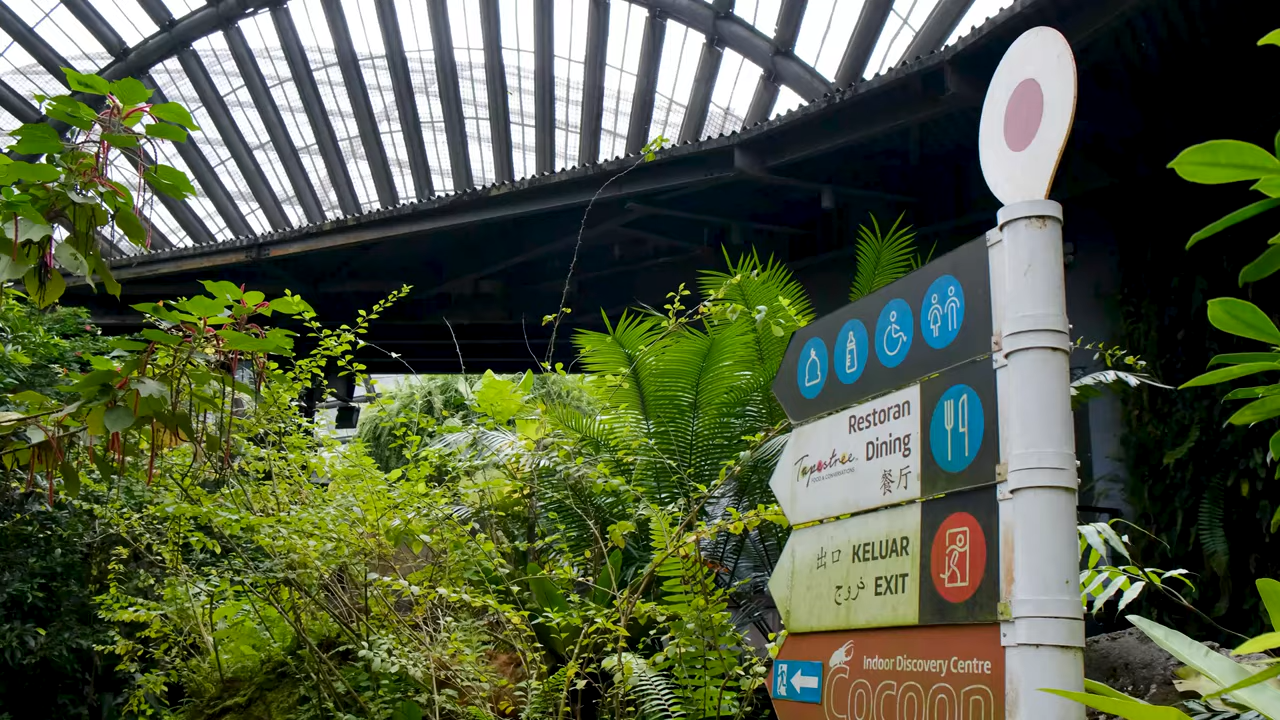 Restoran
Dining
餐厅
Tapestree
FOOD & CONVERSATIONS
出口 KELUAR
خروج EXIT
Indoor Discovery Centre
Cocoon